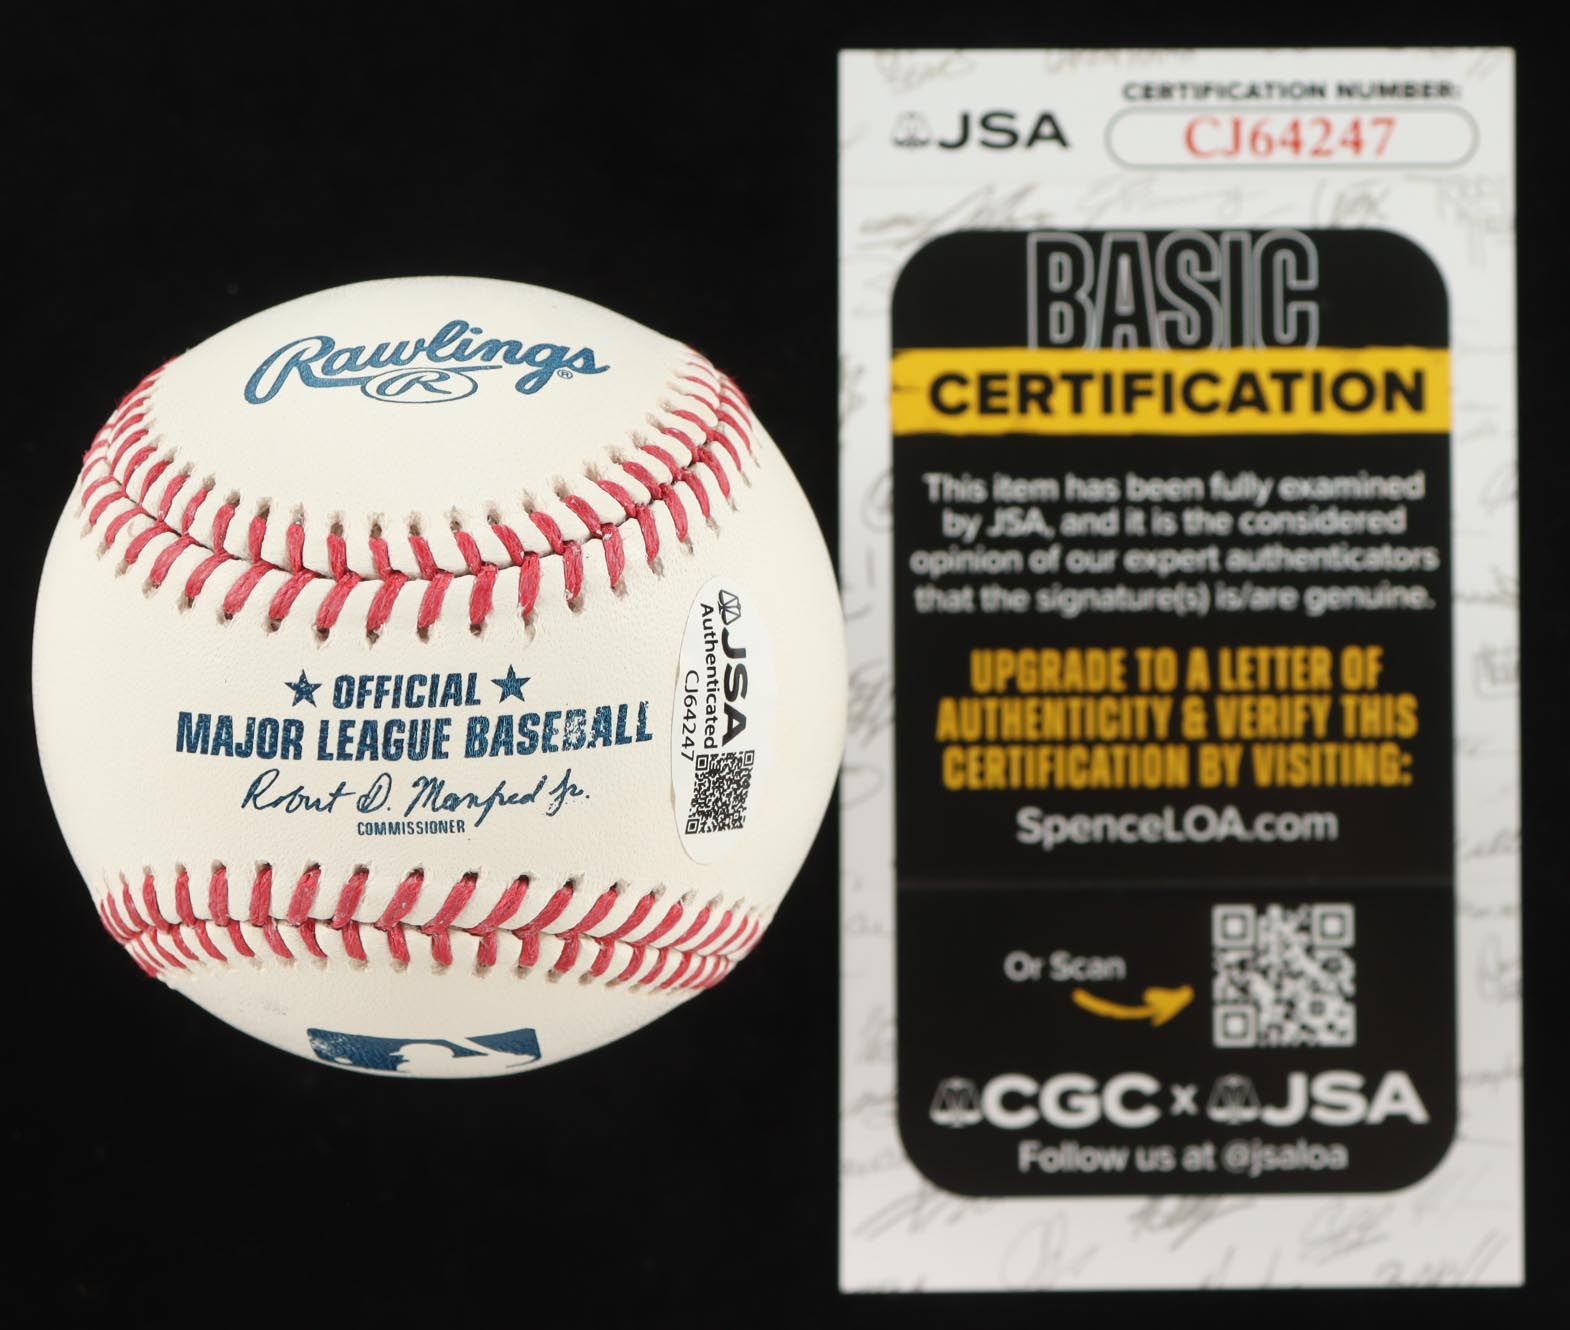 Rawlings
R
®
★ OFFICIAL ★
MAJOR LEAGUE BASEBALL
Robert D. Manfred Jr.
COMMISSIONER
JSA
Authenticated
CJ64247
JSA
CERTIFICATION NUMBER:
CJ64247
BASIC
CERTIFICATION
This item has been fully examined
by JSA, and it is the considered
opinion of our expert authenticators
that the signature(s) is/are genuine.
UPGRADE TO A LETTER OF
AUTHENTICITY & VERIFY THIS
CERTIFICATION BY VISITING:
SpenceLOA.com
Or Scan
CGC x JSA
Follow us at @jsaloa